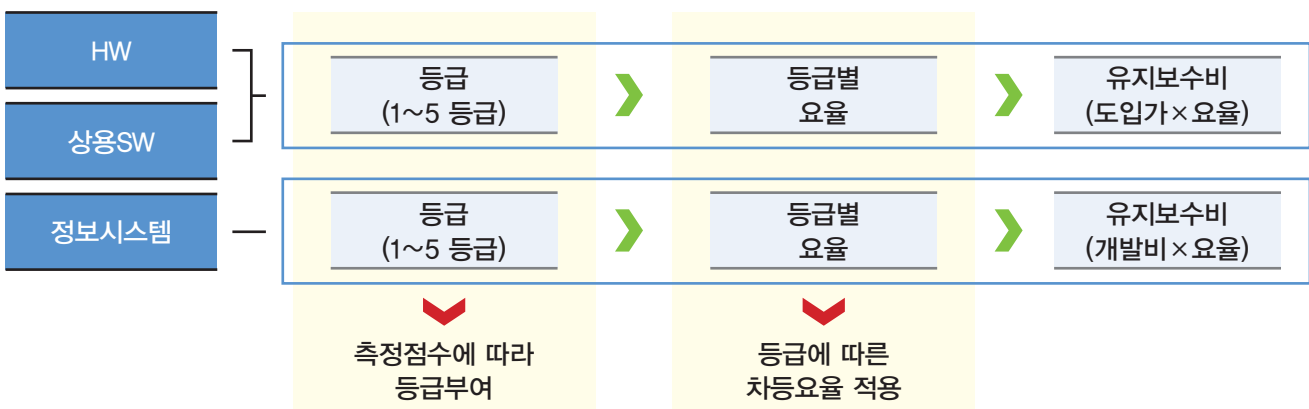 HW
상용SW
정보시스템
등급
(1~5 등급)
등급별
요율
유지보수비
(도입가×요율)
등급
(1~5 등급)
등급별
요율
유지보수비
(개발비×요율)
측정점수에 따라
등급부여
등급에 따른
차등요율 적용